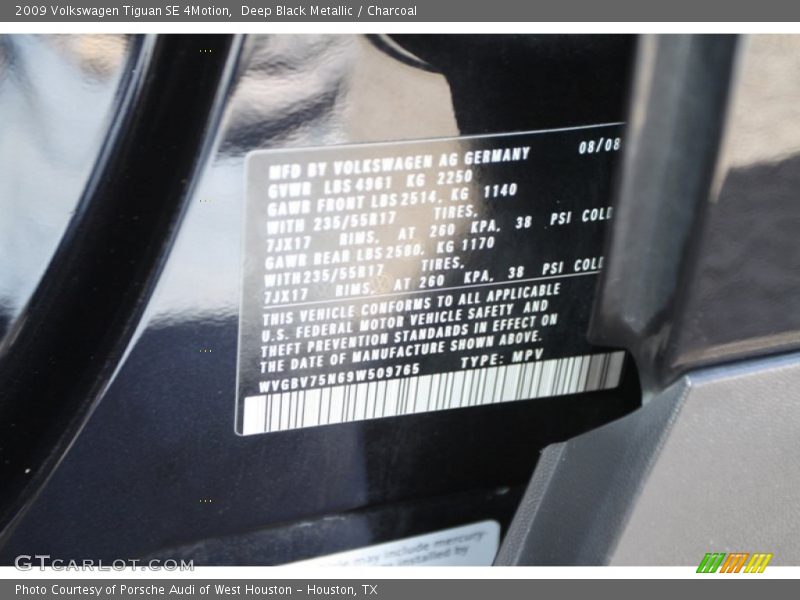 2009 Volkswagen Tiguan SE 4Motion, Deep Black Metallic / Charcoal
MFD BY VOLKSWAGEN AG GERMANY 08/08
GVWR LBS 4961 KG 2250
GAWR FRONT LBS 2514, KG 1140
WITH 235/55R17 TIRES,
7JX17 RIMS, AT 260 KPA, 38 PSI COLD
GAWR REAR LBS 2580, KG 1170
WITH 235/55R17 TIRES,
7JX17 RIMS, AT 260 KPA, 38 PSI COLD
THIS VEHICLE CONFORMS TO ALL APPLICABLE
U.S. FEDERAL MOTOR VEHICLE SAFETY AND
THEFT PREVENTION STANDARDS IN EFFECT ON
THE DATE OF MANUFACTURE SHOWN ABOVE.
WVGBV75N69W509765 TYPE: MPV
may include mercury-
installed by
GTCARLOT.COM
Photo Courtesy of Porsche Audi of West Houston - Houston, TX